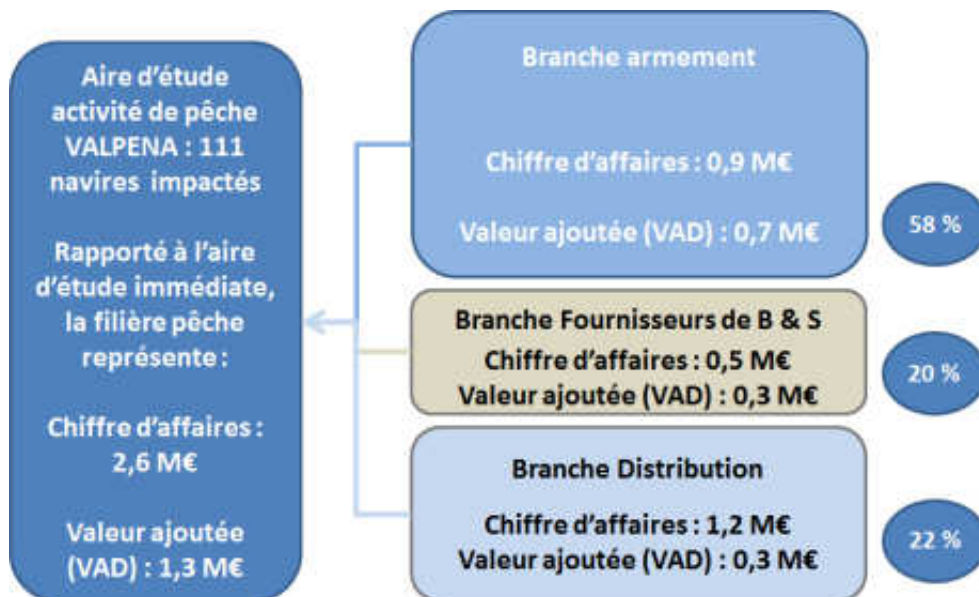 Aire d'étude
activité de pêche
VALPENA : 111
navires impactés
Rapporté à l'aire
d'étude immédiate,
la filière pêche
représente :
Chiffre d'affaires :
2,6 M€
Valeur ajoutée
(VAD) : 1,3 M€
Branche armement
Chiffre d'affaires : 0,9 M€
Valeur ajoutée (VAD) : 0,7 M€
58 %
Branche Fournisseurs de B & S
Chiffre d'affaires : 0,5 M€
Valeur ajoutée (VAD) : 0,3 M€
20 %
Branche Distribution
Chiffre d'affaires : 1,2 M€
Valeur ajoutée (VAD) : 0,3 M€
22 %